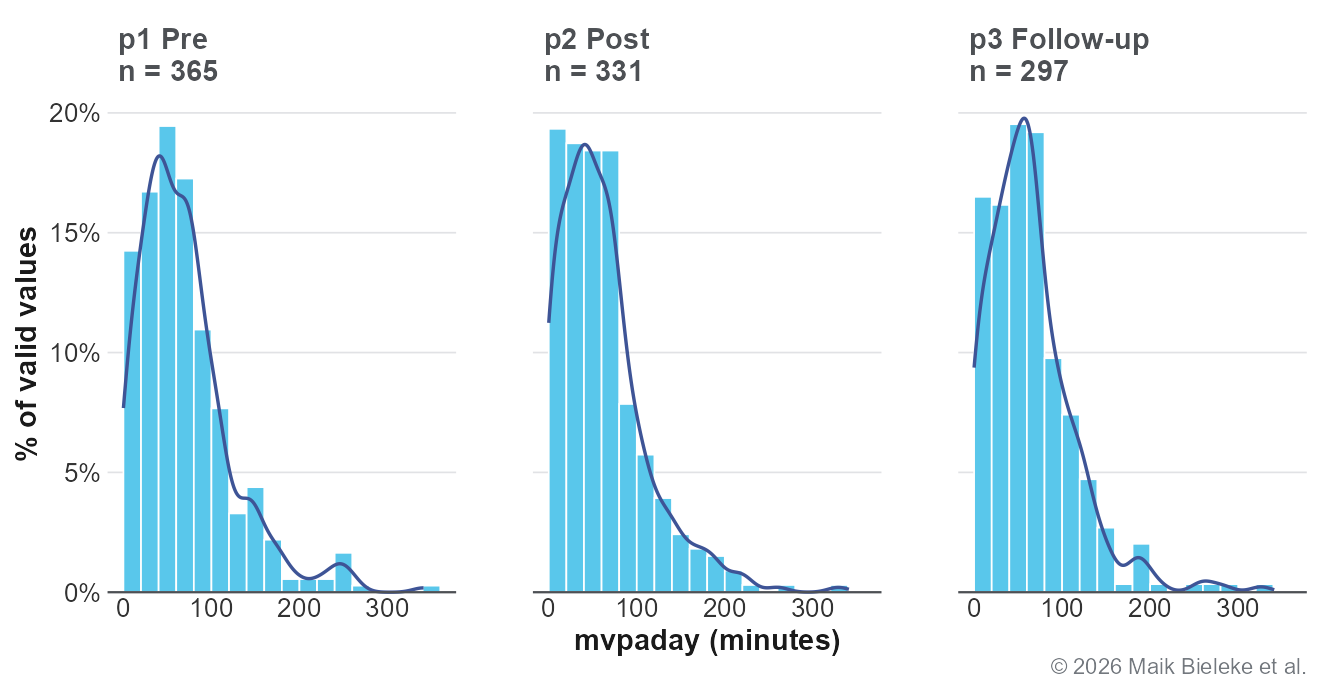 p1 Pre
n = 365
p2 Post
n = 331
p3 Follow-up
n = 297
% of valid values
20%
15%
10%
5%
0%
0 100 200 300
0 100 200 300
0 100 200 300
mvpaday (minutes)
© 2026 Maik Bieleke et al.